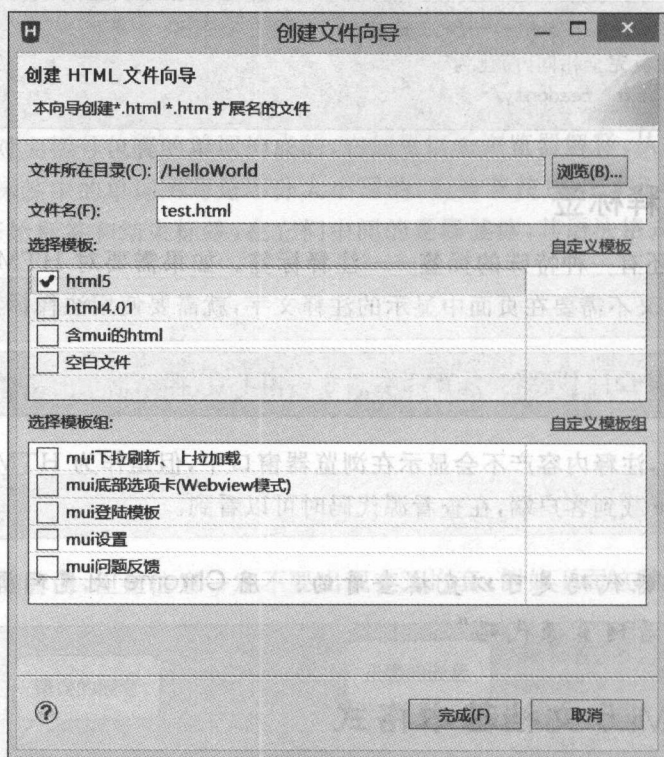 H 创建文件向导
创建 HTML 文件向导
本向导创建*.html *.htm 扩展名的文件
文件所在目录(C): /HelloWorld 浏览(B)...
文件名(F): test.html
选择模板: 自定义模板
html5
html4.01
含mui的html
空白文件
选择模板组: 自定义模板组
mui下拉刷新、上拉加载
mui底部选项卡(Webview模式)
mui登陆模板
mui设置
mui问题反馈
? 完成(F) 取消